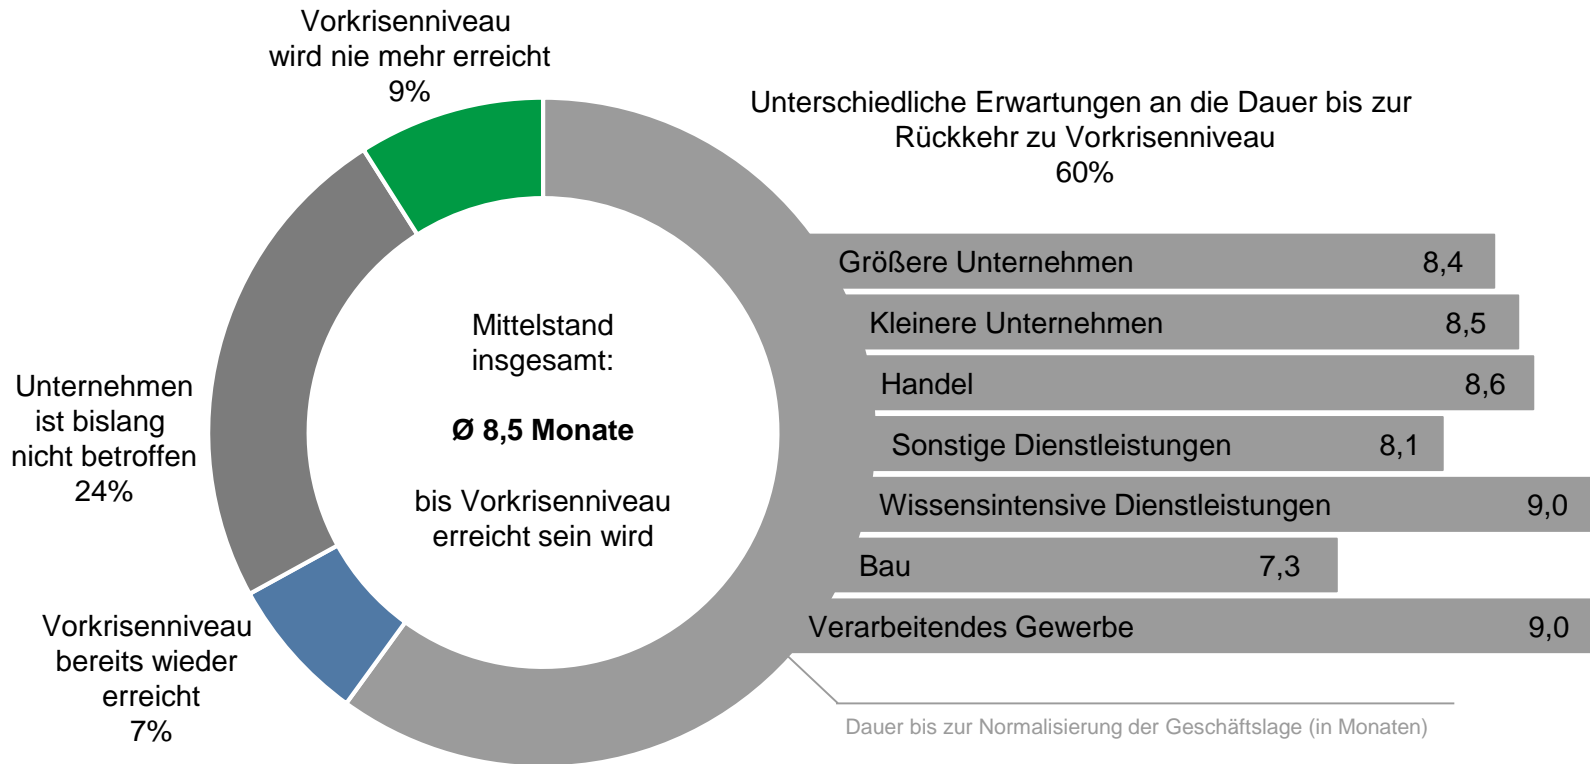 Vorkrisenniveau
wird nie mehr erreicht
9%
Unterschiedliche Erwartungen an die Dauer bis zur
Rückkehr zu Vorkrisenniveau
60%
Größere Unternehmen 8,4
Kleinere Unternehmen 8,5
Handel 8,6
Sonstige Dienstleistungen 8,1
Wissensintensive Dienstleistungen 9,0
Bau 7,3
Verarbeitendes Gewerbe 9,0
Dauer bis zur Normalisierung der Geschäftslage (in Monaten)
Mittelstand
insgesamt:
Ø 8,5 Monate
bis Vorkrisenniveau
erreicht sein wird
Unternehmen
ist bislang
nicht betroffen
24%
Vorkrisenniveau
bereits wieder
erreicht
7%